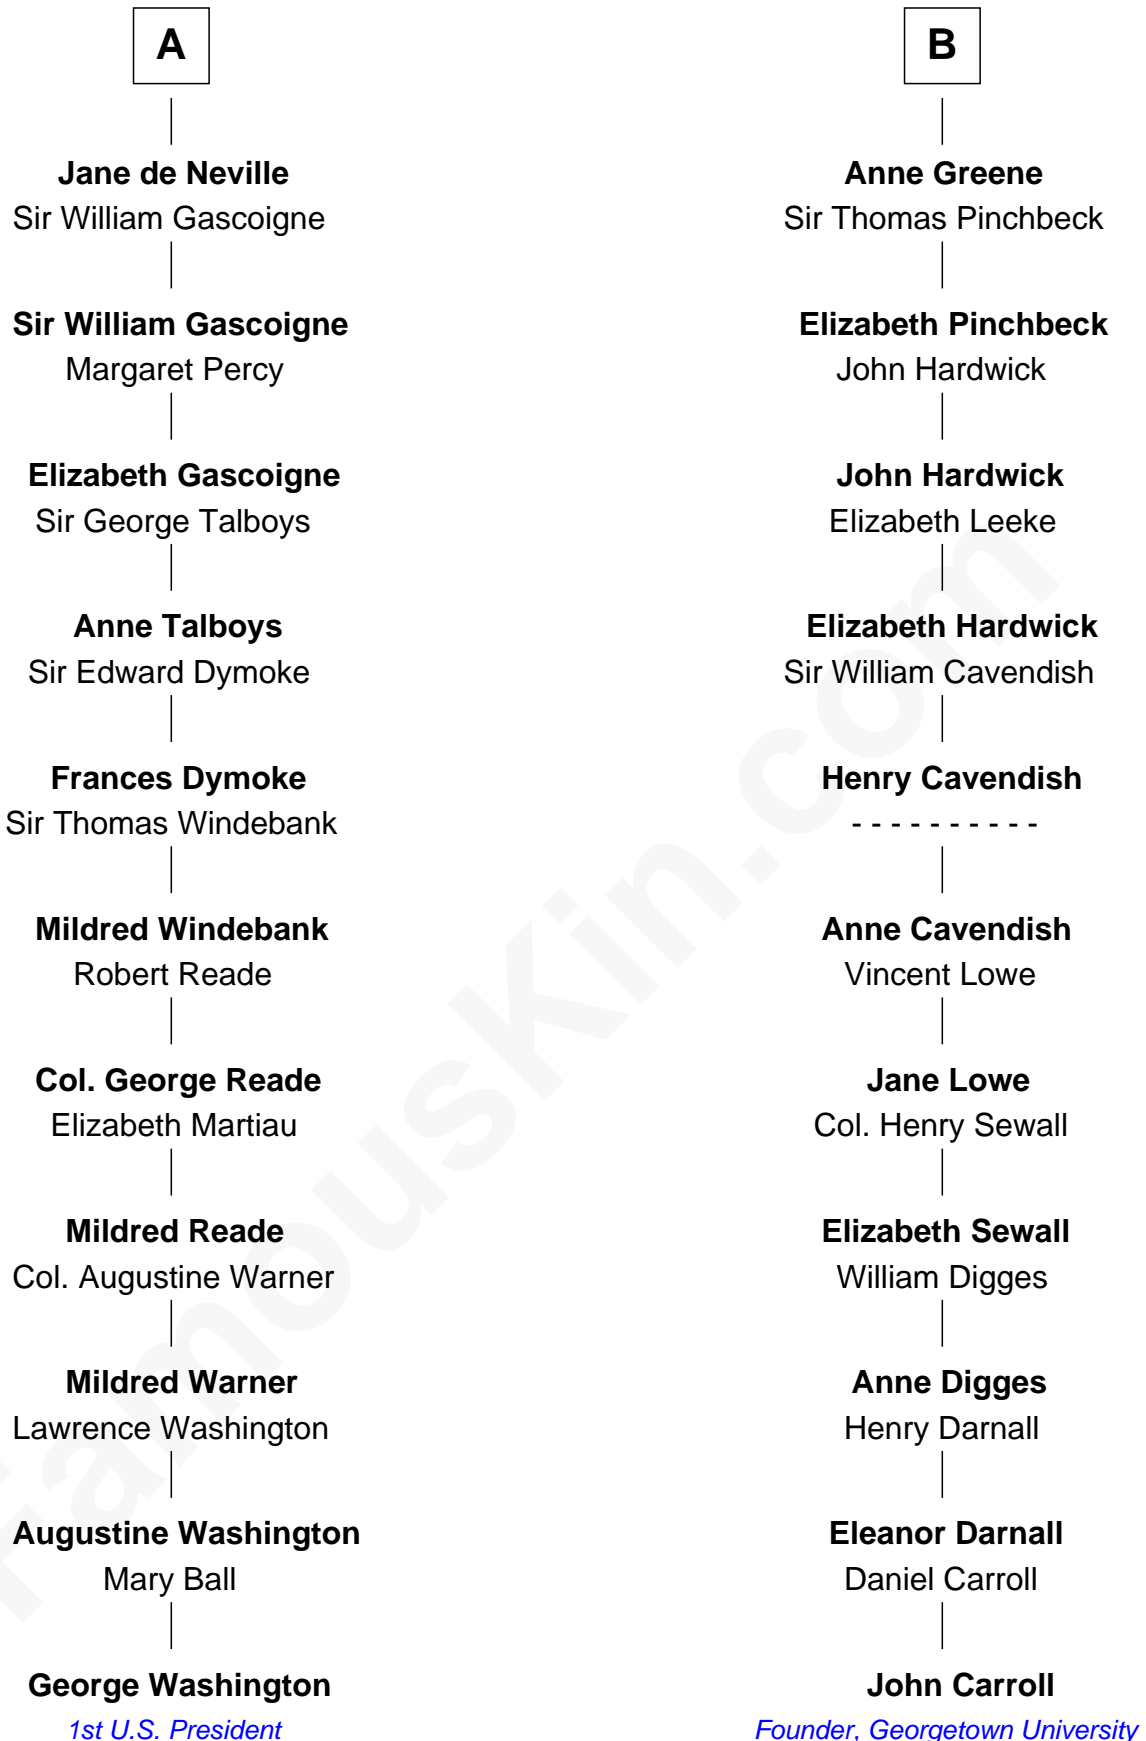 A
Jane de Neville
Sir William Gascoigne
Sir William Gascoigne
Margaret Percy
Elizabeth Gascoigne
Sir George Talboys
Anne Talboys
Sir Edward Dymoke
Frances Dymoke
Sir Thomas Windebank
Mildred Windebank
Robert Reade
Col. George Reade
Elizabeth Martiau
Mildred Reade
Col. Augustine Warner
Mildred Warner
Lawrence Washington
Augustine Washington
Mary Ball
George Washington
1st U.S. President
B
Anne Greene
Sir Thomas Pinchbeck
Elizabeth Pinchbeck
John Hardwick
John Hardwick
Elizabeth Leeke
Elizabeth Hardwick
Sir William Cavendish
Henry Cavendish
- - - - - - - - - -
Anne Cavendish
Vincent Lowe
Jane Lowe
Col. Henry Sewall
Elizabeth Sewall
William Digges
Anne Digges
Henry Darnall
Eleanor Darnall
Daniel Carroll
John Carroll
Founder, Georgetown University
FamousKin.com